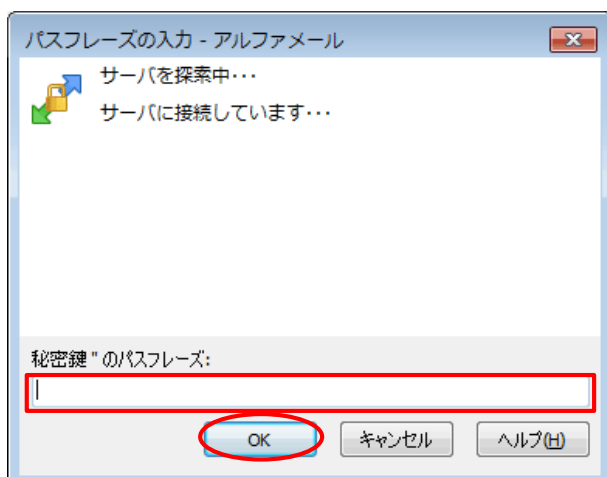 パスフレーズの入力 - アルファメール
サーバを探索中･･･
サーバに接続しています･･･
秘密鍵 '' のパスフレーズ:
OK
キャンセル
ヘルプ(H)